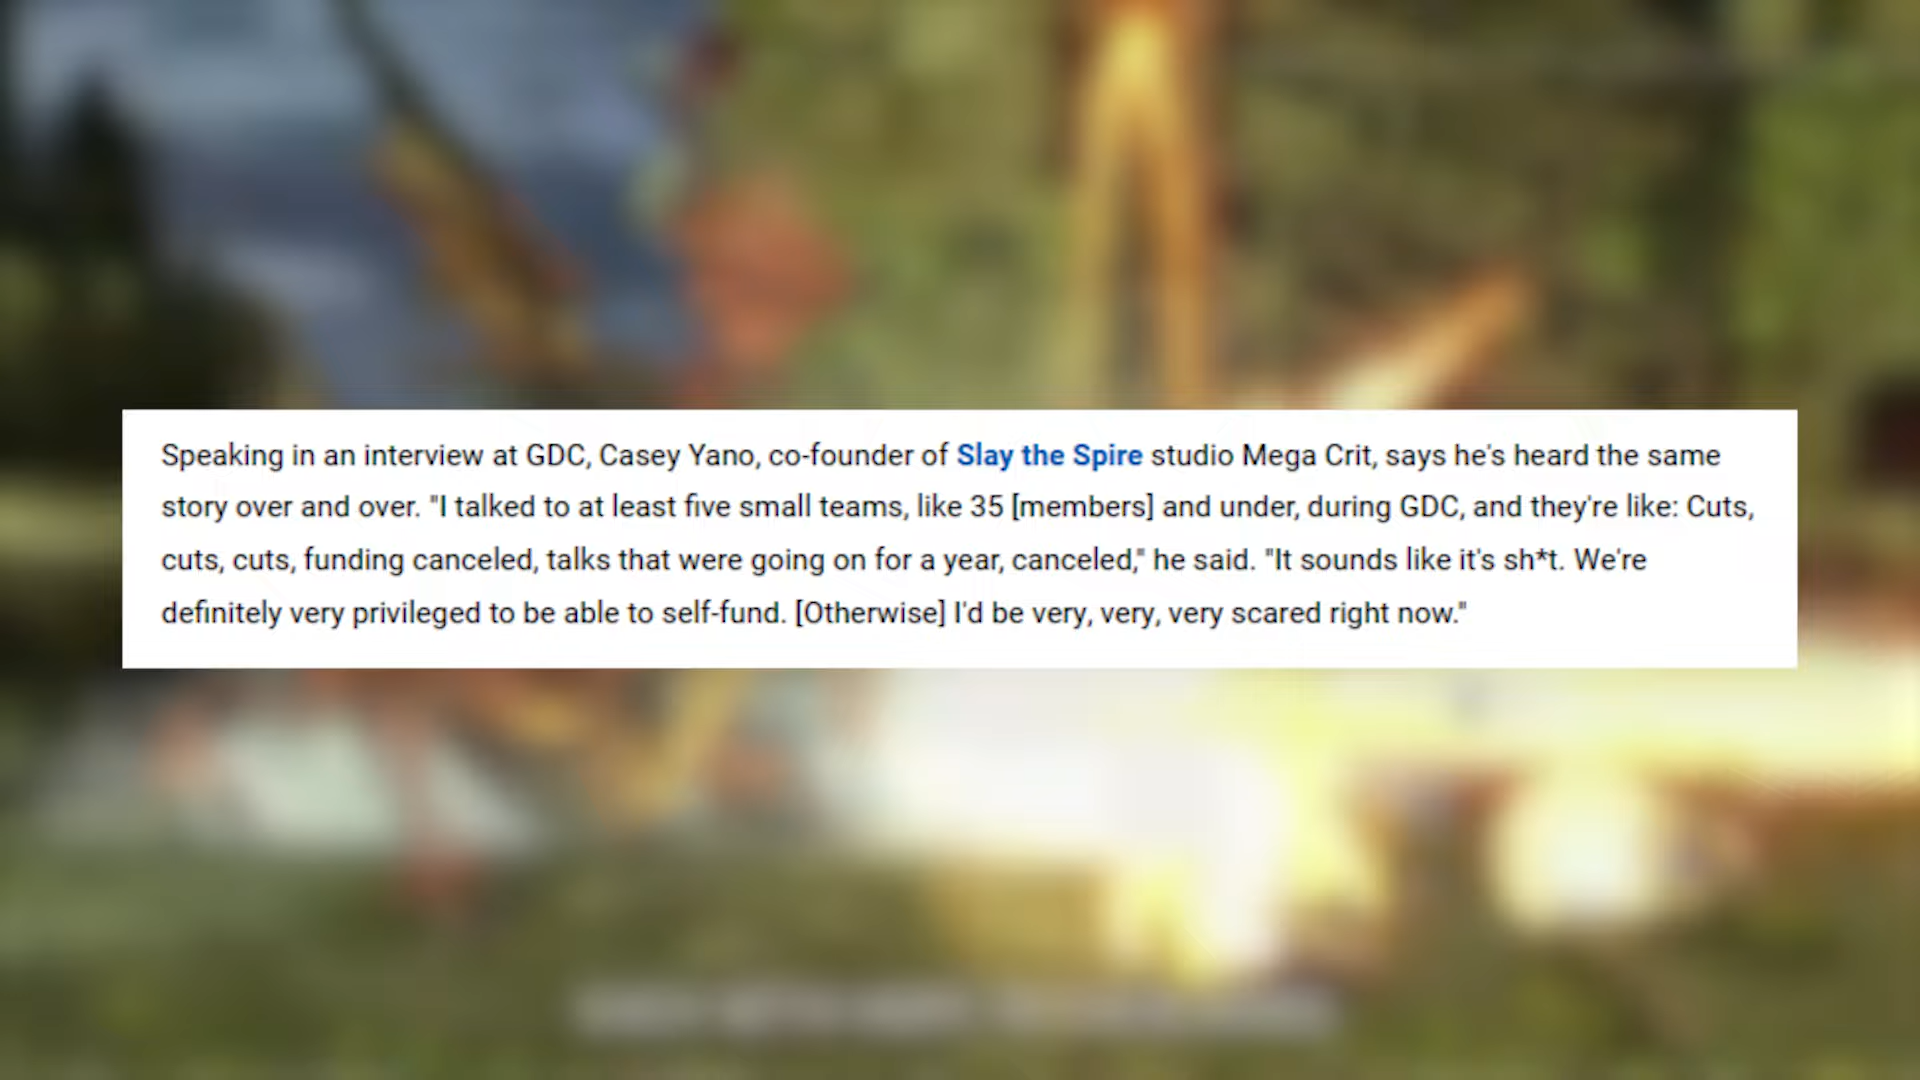 Speaking in an interview at GDC, Casey Yano, co-founder of Slay the Spire studio Mega Crit, says he's heard the same
story over and over. "I talked to at least five small teams, like 35 [members] and under, during GDC, and they're like: Cuts,
cuts, cuts, funding canceled, talks that were going on for a year, canceled," he said. "It sounds like it's sh*t. We're
definitely very privileged to be able to self-fund. [Otherwise] I'd be very, very, very scared right now."